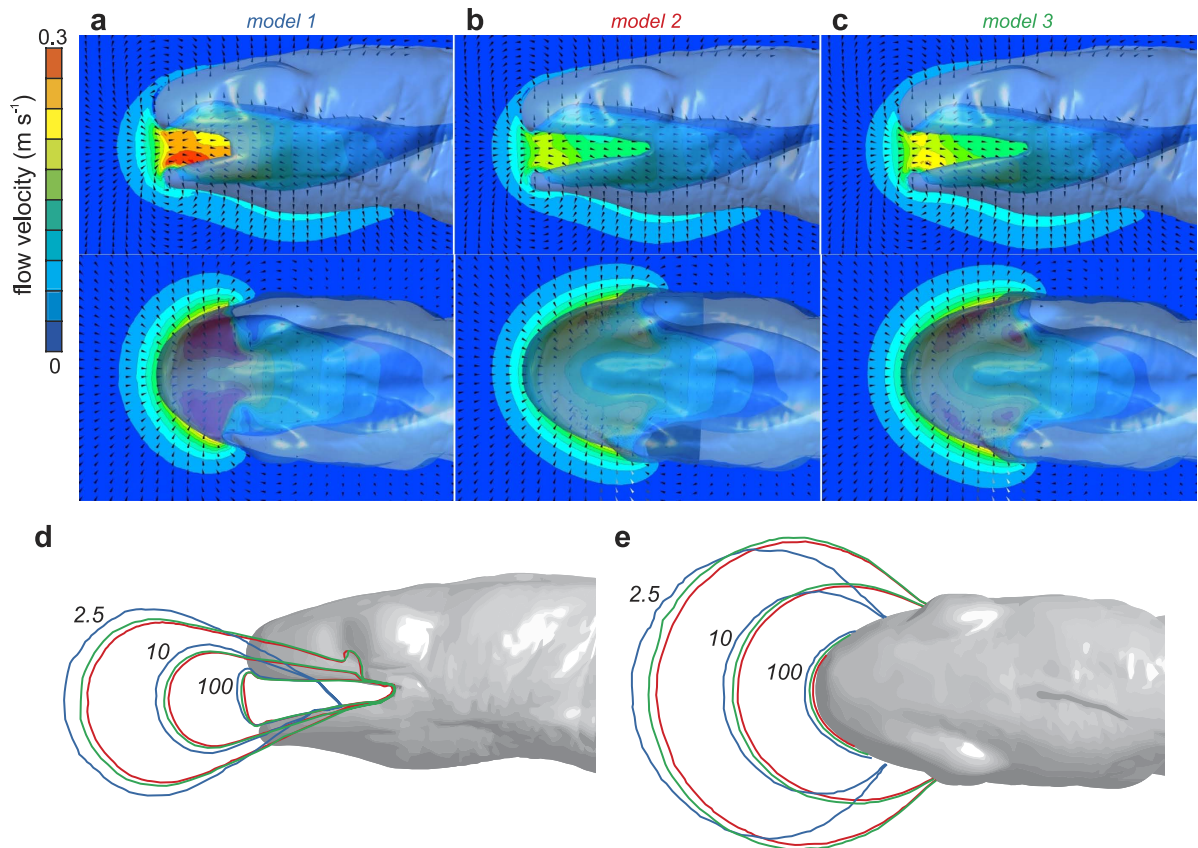 a
model 1
b
model 2
c
model 3
0.3
flow velocity (m s⁻¹)
0
d
2.5
10
100
e
2.5
10
100